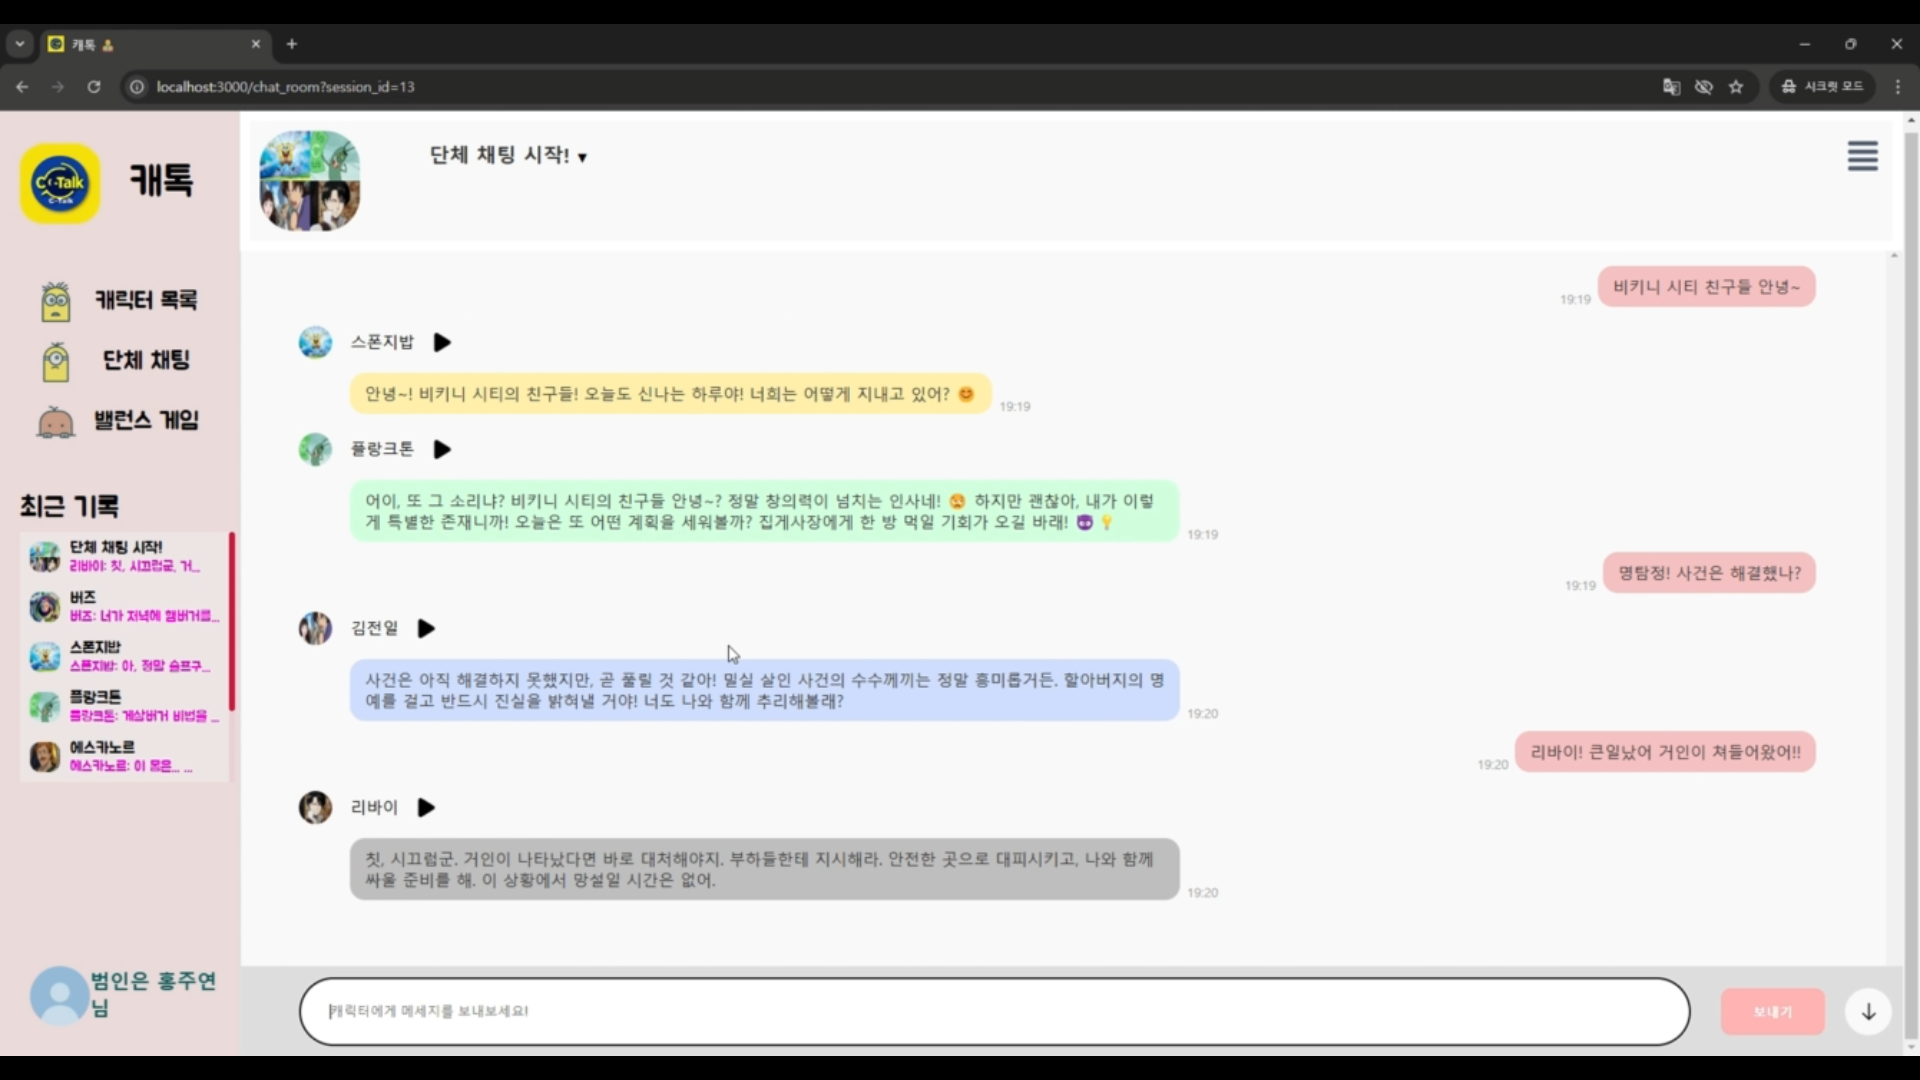 캐톡
localhost:3000/chat_room?session_id=13
시크릿 모드
C-Talk
C-Talk
캐톡
캐릭터 목록
단체 채팅
밸런스 게임
최근 기록
단체 채팅 시작!
리바이: 칫, 시끄럽군. 거...
버즈
버즈: 너가 저녁에 햄버거를...
스폰지밥
스폰지밥: 아, 정말 슬프구...
플랑크톤
플랑크톤: 게살버거 비법을 ...
에스카노르
에스카노르: 이 몸은... ...
범인은 홍주연
님
단체 채팅 시작! ▼
비키니 시티 친구들 안녕~
19:19
스폰지밥
안녕~! 비키니 시티의 친구들! 오늘도 신나는 하루야! 너희는 어떻게 지내고 있어? 😊
19:19
플랑크톤
어이, 또 그 소리냐? 비키니 시티의 친구들 안녕~? 정말 창의력이 넘치는 인사네! 하지만 괜찮아, 내가 이렇
게 특별한 존재니까! 오늘은 또 어떤 계획을 세워볼까? 집게사장에게 한 방 먹일 기회가 오길 바래! 😈💡
19:19
명탐정! 사건은 해결했나?
19:19
김전일
사건은 아직 해결하지 못했지만, 곧 풀릴 것 같아! 밀실 살인 사건의 수수께끼는 정말 흥미롭거든. 할아버지의 명
예를 걸고 반드시 진실을 밝혀낼 거야! 너도 나와 함께 추리해볼래?
19:20
리바이! 큰일났어 거인이 쳐들어왔어!!
19:20
리바이
칫, 시끄럽군. 거인이 나타났다면 바로 대처해야지. 부하들한테 지시해라. 안전한 곳으로 대피시키고, 나와 함께
싸울 준비를 해. 이 상황에서 망설일 시간은 없어.
19:20
캐릭터에게 메세지를 보내보세요!
보내기